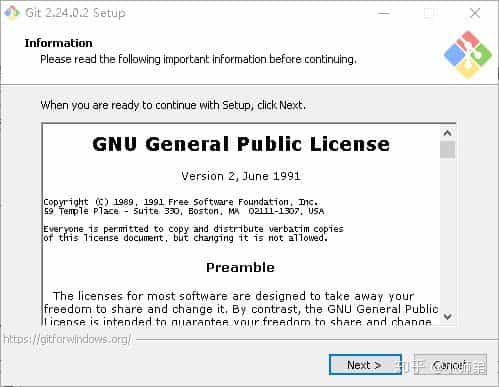 Git 2.24.0.2 Setup
Information
Please read the following important information before continuing.
When you are ready to continue with Setup, click Next.
GNU General Public License
Version 2, June 1991
Copyright (C) 1989, 1991 Free Software Foundation, Inc.
59 Temple Place - Suite 330, Boston, MA  02111-1307, USA
Everyone is permitted to copy and distribute verbatim copies
of this license document, but changing it is not allowed.
Preamble
The licenses for most software are designed to take away your
freedom to share and change it. By contrast, the GNU General Public
License is intended to guarantee your freedom to share and change
https://gitforwindows.org/
Next >
Cancel
知乎